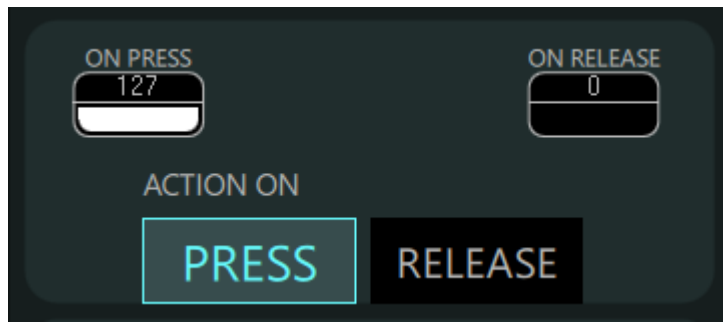 ON PRESS
ON RELEASE
127
0
ACTION ON
PRESS
RELEASE